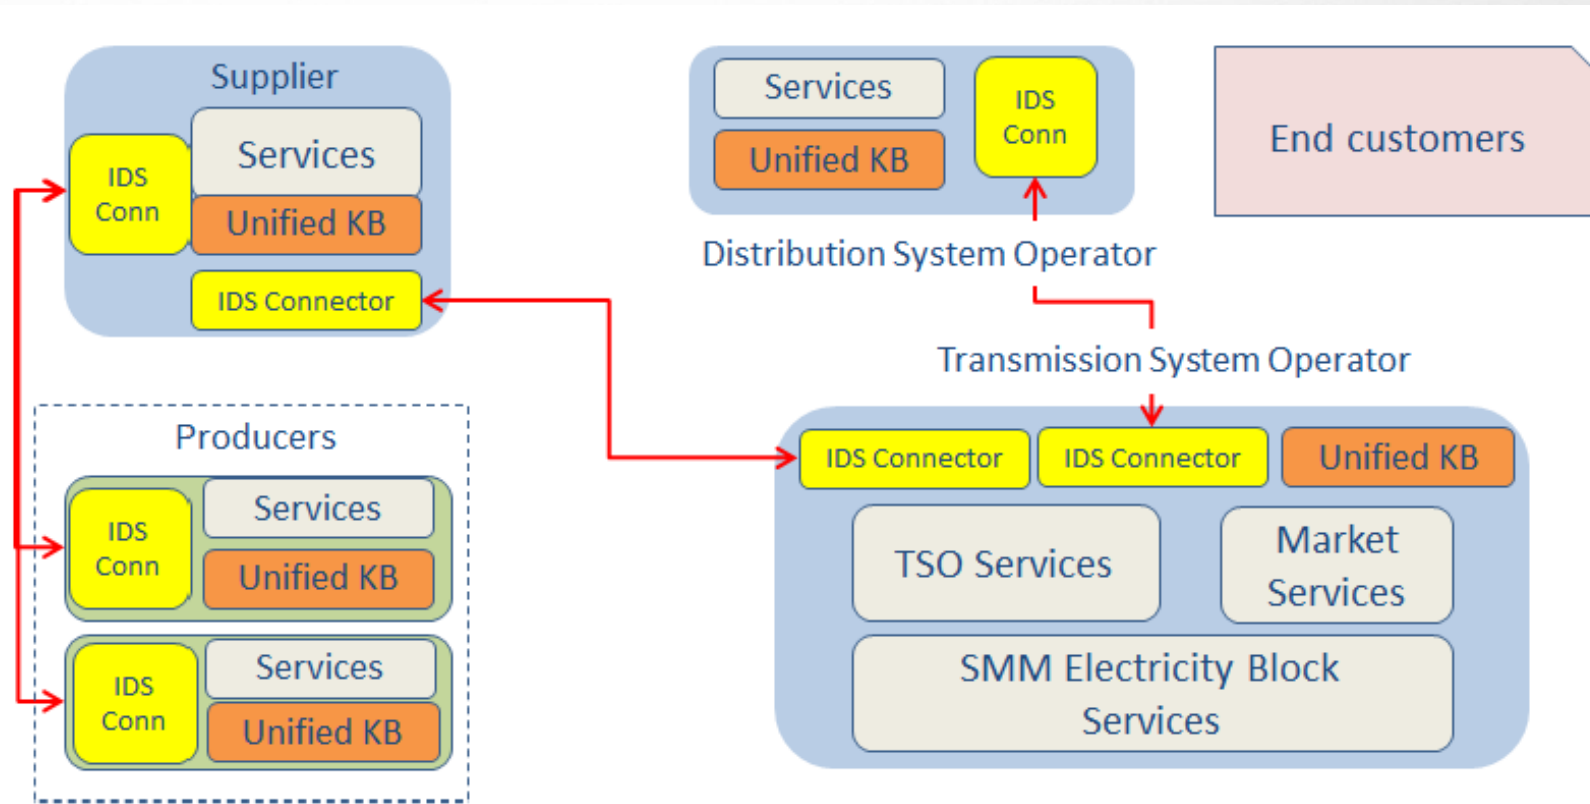 Supplier
IDS
Conn
Services
Unified KB
IDS Connector
Services
Unified KB
IDS
Conn
End customers
Distribution System Operator
Transmission System Operator
Producers
IDS
Conn
Services
Unified KB
IDS
Conn
Services
Unified KB
IDS Connector
IDS Connector
Unified KB
TSO Services
Market
Services
SMM Electricity Block
Services